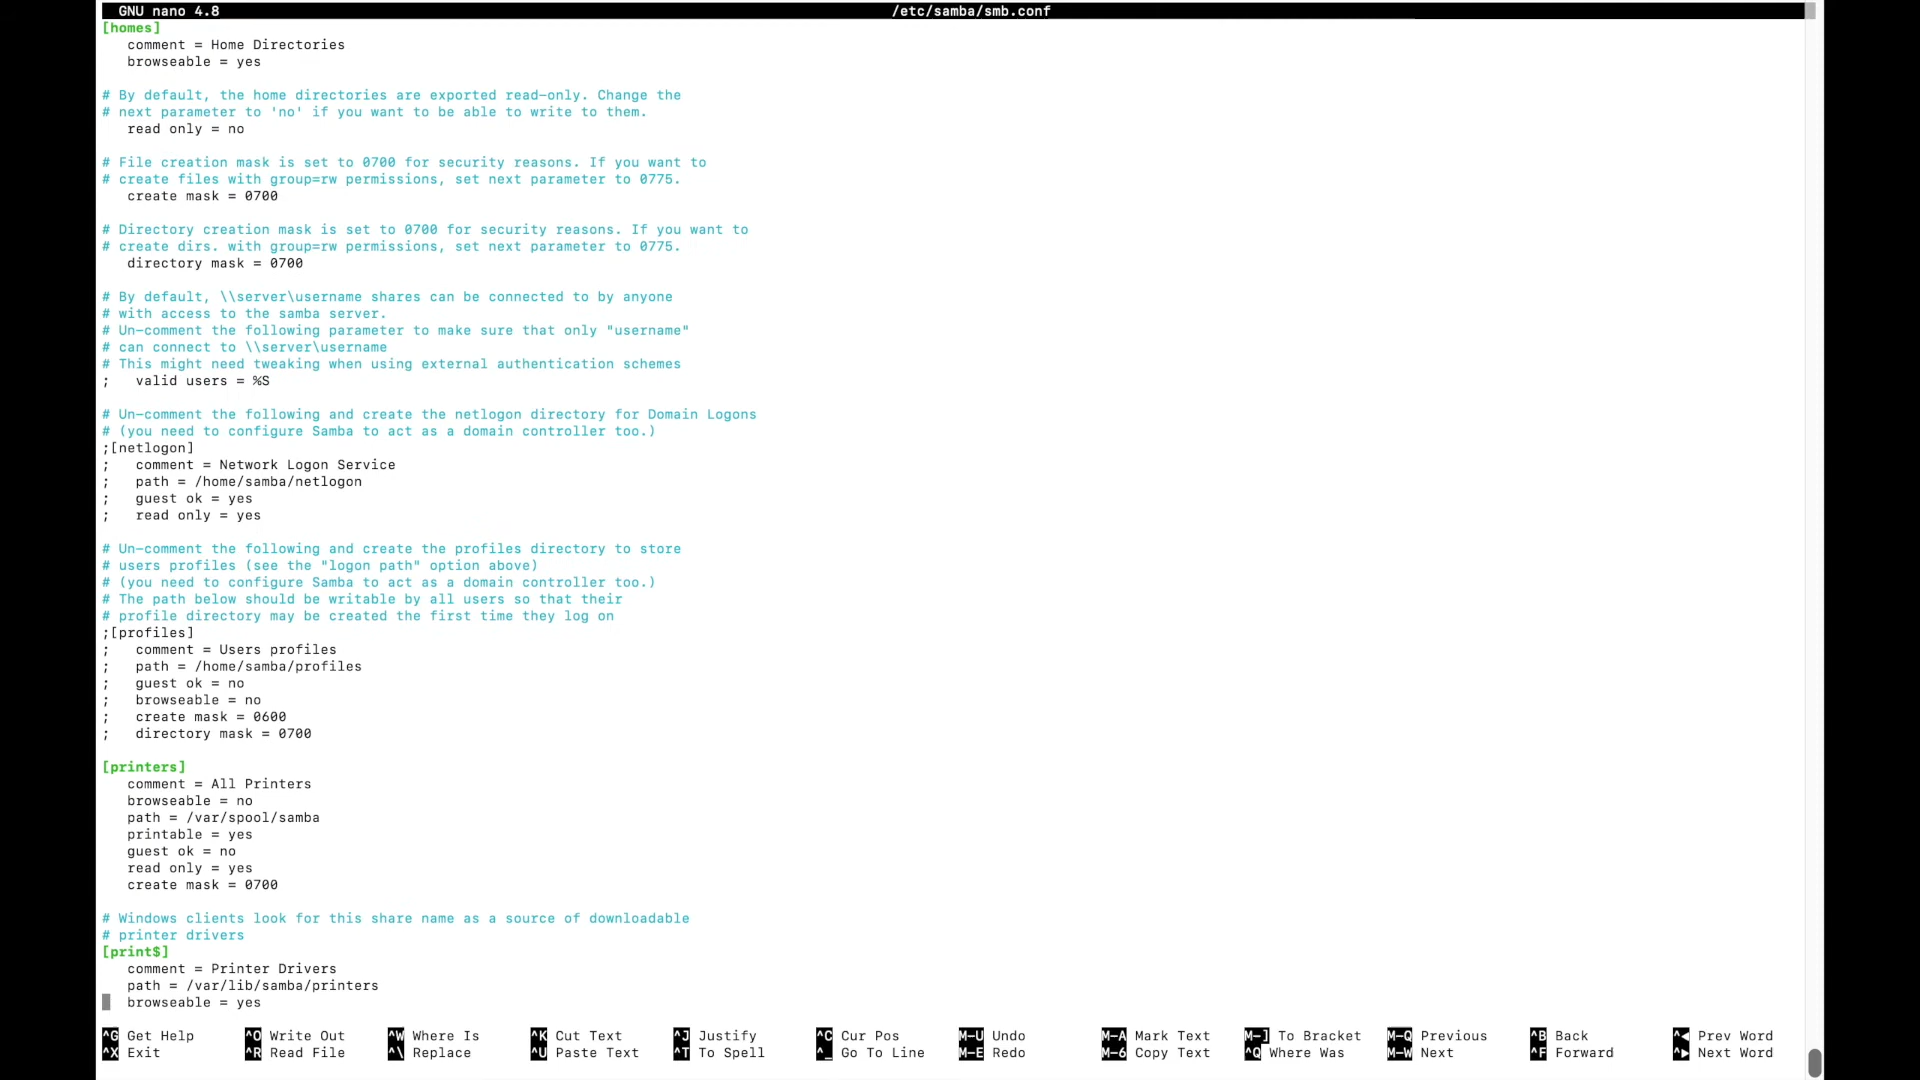 GNU nano 4.8 /etc/samba/smb.conf
[homes]
   comment = Home Directories
   browseable = yes

# By default, the home directories are exported read-only. Change the
# next parameter to 'no' if you want to be able to write to them.
   read only = no

# File creation mask is set to 0700 for security reasons. If you want to
# create files with group=rw permissions, set next parameter to 0775.
   create mask = 0700

# Directory creation mask is set to 0700 for security reasons. If you want to
# create dirs. with group=rw permissions, set next parameter to 0775.
   directory mask = 0700

# By default, \\server\username shares can be connected to by anyone
# with access to the samba server.
# Un-comment the following parameter to make sure that only "username"
# can connect to \\server\username
# This might need tweaking when using external authentication schemes
;   valid users = %S

# Un-comment the following and create the netlogon directory for Domain Logons
# (you need to configure Samba to act as a domain controller too.)
;[netlogon]
;   comment = Network Logon Service
;   path = /home/samba/netlogon
;   guest ok = yes
;   read only = yes

# Un-comment the following and create the profiles directory to store
# users profiles (see the "logon path" option above)
# (you need to configure Samba to act as a domain controller too.)
# The path below should be writable by all users so that their
# profile directory may be created the first time they log on
;[profiles]
;   comment = Users profiles
;   path = /home/samba/profiles
;   guest ok = no
;   browseable = no
;   create mask = 0600
;   directory mask = 0700

[printers]
   comment = All Printers
   browseable = no
   path = /var/spool/samba
   printable = yes
   guest ok = no
   read only = yes
   create mask = 0700

# Windows clients look for this share name as a source of downloadable
# printer drivers
[print$]
   comment = Printer Drivers
   path = /var/lib/samba/printers
   browseable = yes

^G Get Help ^O Write Out ^W Where Is ^K Cut Text ^J Justify ^C Cur Pos M-U Undo M-A Mark Text M-] To Bracket M-Q Previous ^B Back ^◀ Prev Word
^X Exit ^R Read File ^\ Replace ^U Paste Text ^T To Spell ^_ Go To Line M-E Redo M-6 Copy Text ^Q Where Was M-W Next ^F Forward ^▶ Next Word